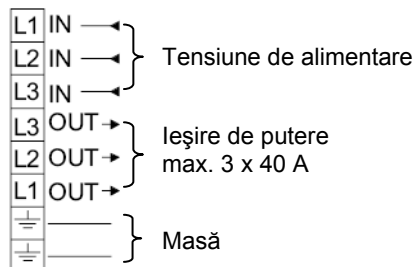 L1 IN
L2 IN
L3 IN
Tensiune de alimentare
L3 OUT
L2 OUT
L1 OUT
Ieşire de putere
max. 3 x 40 A
Masă